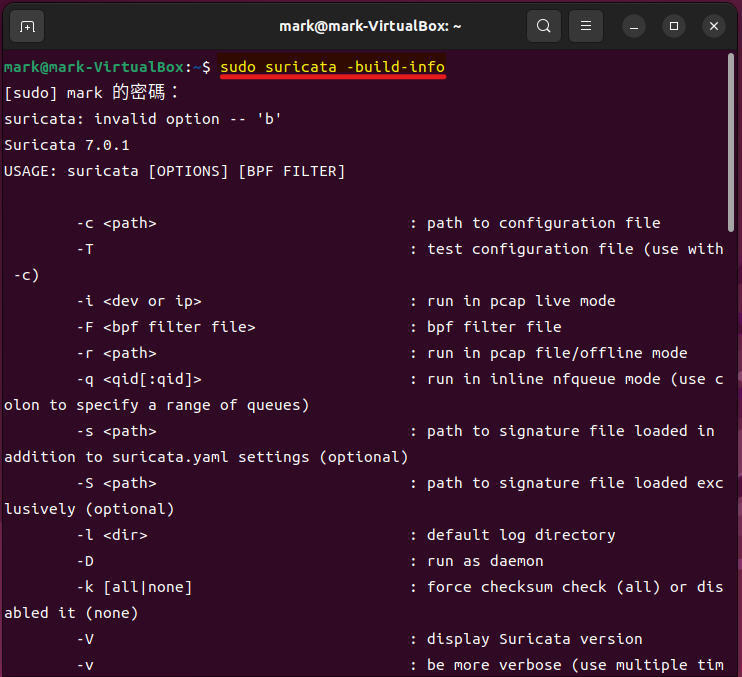 mark@mark-VirtualBox: ~
mark@mark-VirtualBox:~$ sudo suricata -build-info
[sudo] mark 的密碼：
suricata: invalid option -- 'b'
Suricata 7.0.1
USAGE: suricata [OPTIONS] [BPF FILTER]
-c <path> : path to configuration file
-T : test configuration file (use with
-c)
-i <dev or ip> : run in pcap live mode
-F <bpf filter file> : bpf filter file
-r <path> : run in pcap file/offline mode
-q <qid[:qid]> : run in inline nfqueue mode (use c
olon to specify a range of queues)
-s <path> : path to signature file loaded in
addition to suricata.yaml settings (optional)
-S <path> : path to signature file loaded exc
lusively (optional)
-l <dir> : default log directory
-D : run as daemon
-k [all|none] : force checksum check (all) or dis
abled it (none)
-V : display Suricata version
-v : be more verbose (use multiple tim